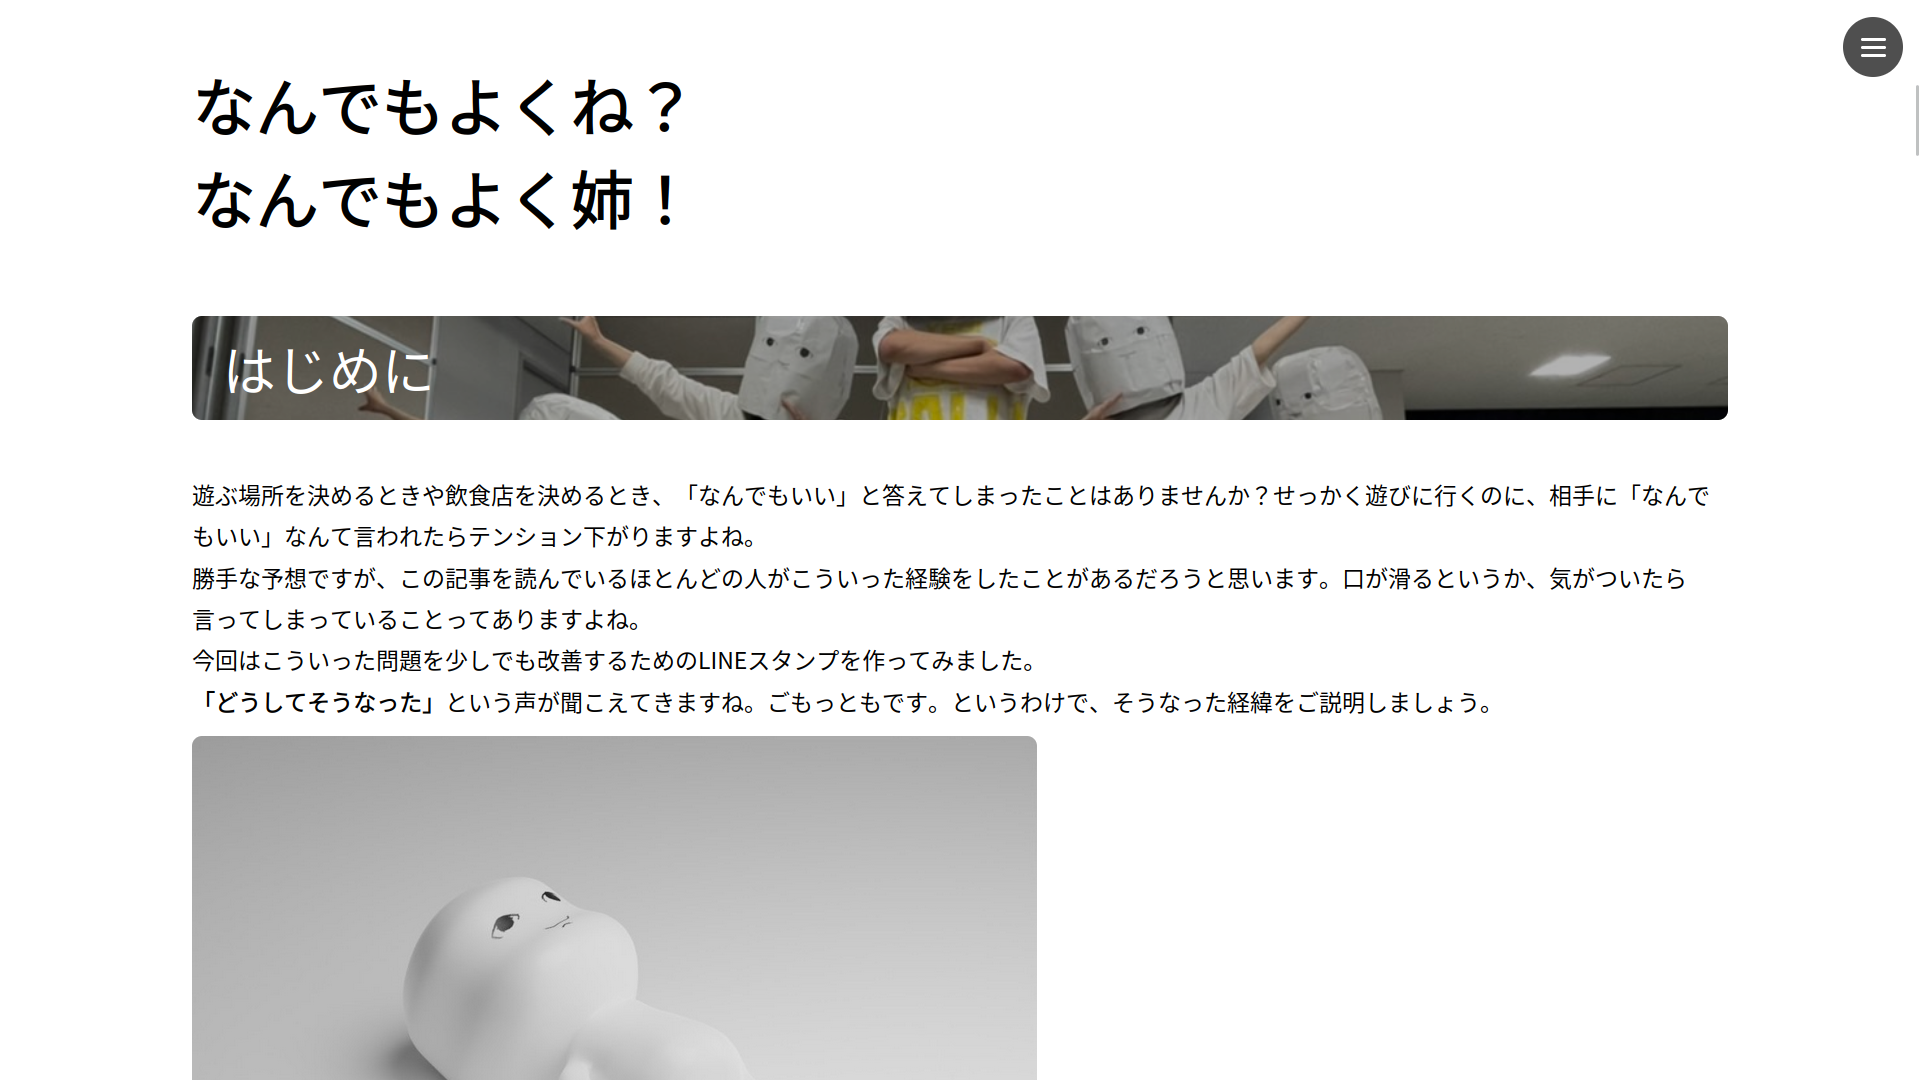 なんでもよくね？
なんでもよく姉！
はじめに
遊ぶ場所を決めるときや飲食店を決めるとき、「なんでもいい」と答えてしまったことはありませんか？せっかく遊びに行くのに、相手に「なんで
もいい」なんて言われたらテンション下がりますよね。
勝手な予想ですが、この記事を読んでいるほとんどの人がこういった経験をしたことがあるだろうと思います。口が滑るというか、気がついたら
言ってしまっていることってありますよね。
今回はこういった問題を少しでも改善するためのLINEスタンプを作ってみました。
「どうしてそうなった」という声が聞こえてきますね。ごもっともです。というわけで、そうなった経緯をご説明しましょう。